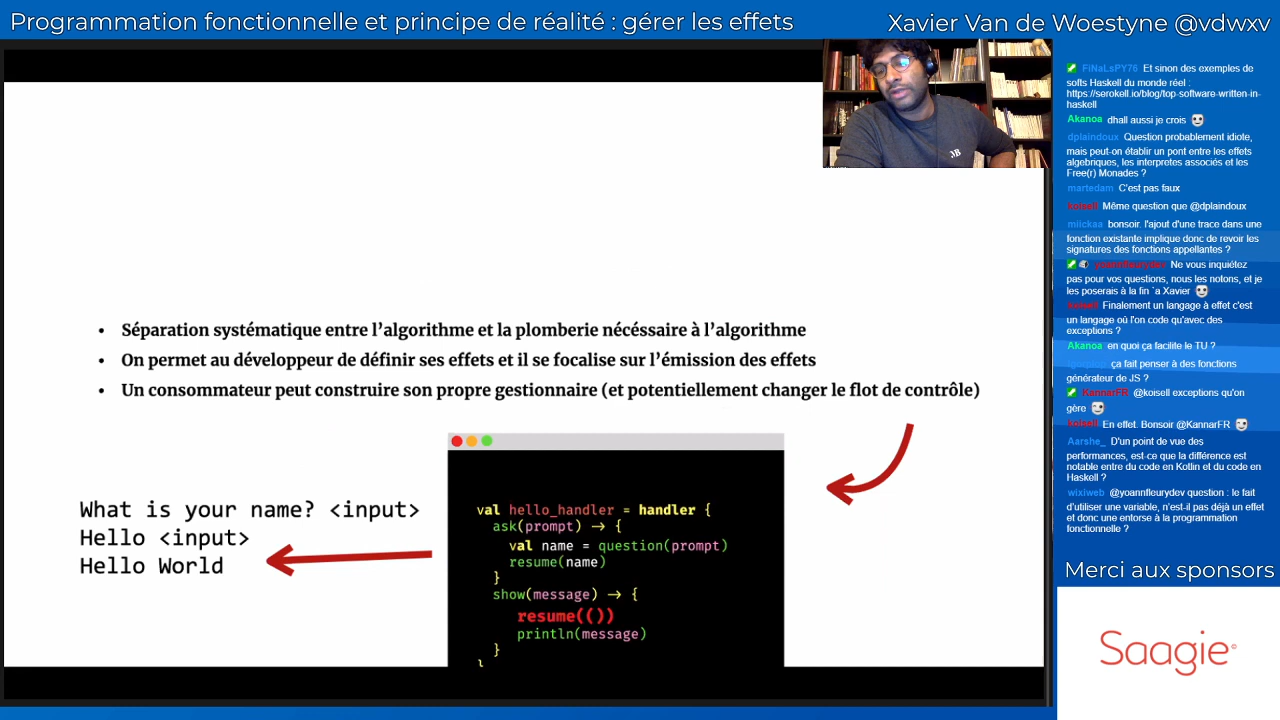 Programmation fonctionnelle et principe de réalité : gérer les effets
Xavier Van de Woestyne @vdwxv
• Séparation systématique entre l’algorithme et la plomberie nécéssaire à l’algorithme
• On permet au développeur de définir ses effets et il se focalise sur l’émission des effets
• Un consommateur peut construire son propre gestionnaire (et potentiellement changer le flot de contrôle)
What is your name? <input>
Hello <input>
Hello World
val hello_handler = handler {
ask(prompt) -> {
val name = question(prompt)
resume(name)
}
show(message) -> {
resume(())
println(message)
}
}
FiNaLsPY76 Et sinon des exemples de
softs Haskell du monde réel :
https://serokell.io/blog/top-software-written-in-
haskell
Akanoa dhall aussi je crois
dplaindoux Question probablement idiote,
mais peut-on établir un pont entre les effets
algebriques, les interpretes associés et les
Free(r) Monades ?
martedam C'est pas faux
koisell Même question que @dplaindoux
miickaa bonsoir. l'ajout d'une trace dans une
fonction existante implique donc de revoir les
signatures des fonctions appellantes ?
yoannfleurydev Ne vous inquiétez
pas pour vos questions, nous les notons, et je
les poserais à la fin `a Xavier
koisell Finalement un langage à effet c'est
un langage où l'on code qu'avec des
exceptions ?
Akanoa en quoi ça facilite le TU ?
ça fait penser à des fonctions
générateur de JS ?
KannarFR @koisell exceptions qu'on
gère
koisell En effet. Bonsoir @KannarFR
Aarshe_ D'un point de vue des
performances, est-ce que la différence est
notable entre du code en Kotlin et du code en
Haskell ?
wixiweb @yoannfleurydev question : le fait
d'utiliser une variable, n'est-il pas déjà un effet
et donc une entorse à la programmation
fonctionnelle ?
Merci aux sponsors
Saagie